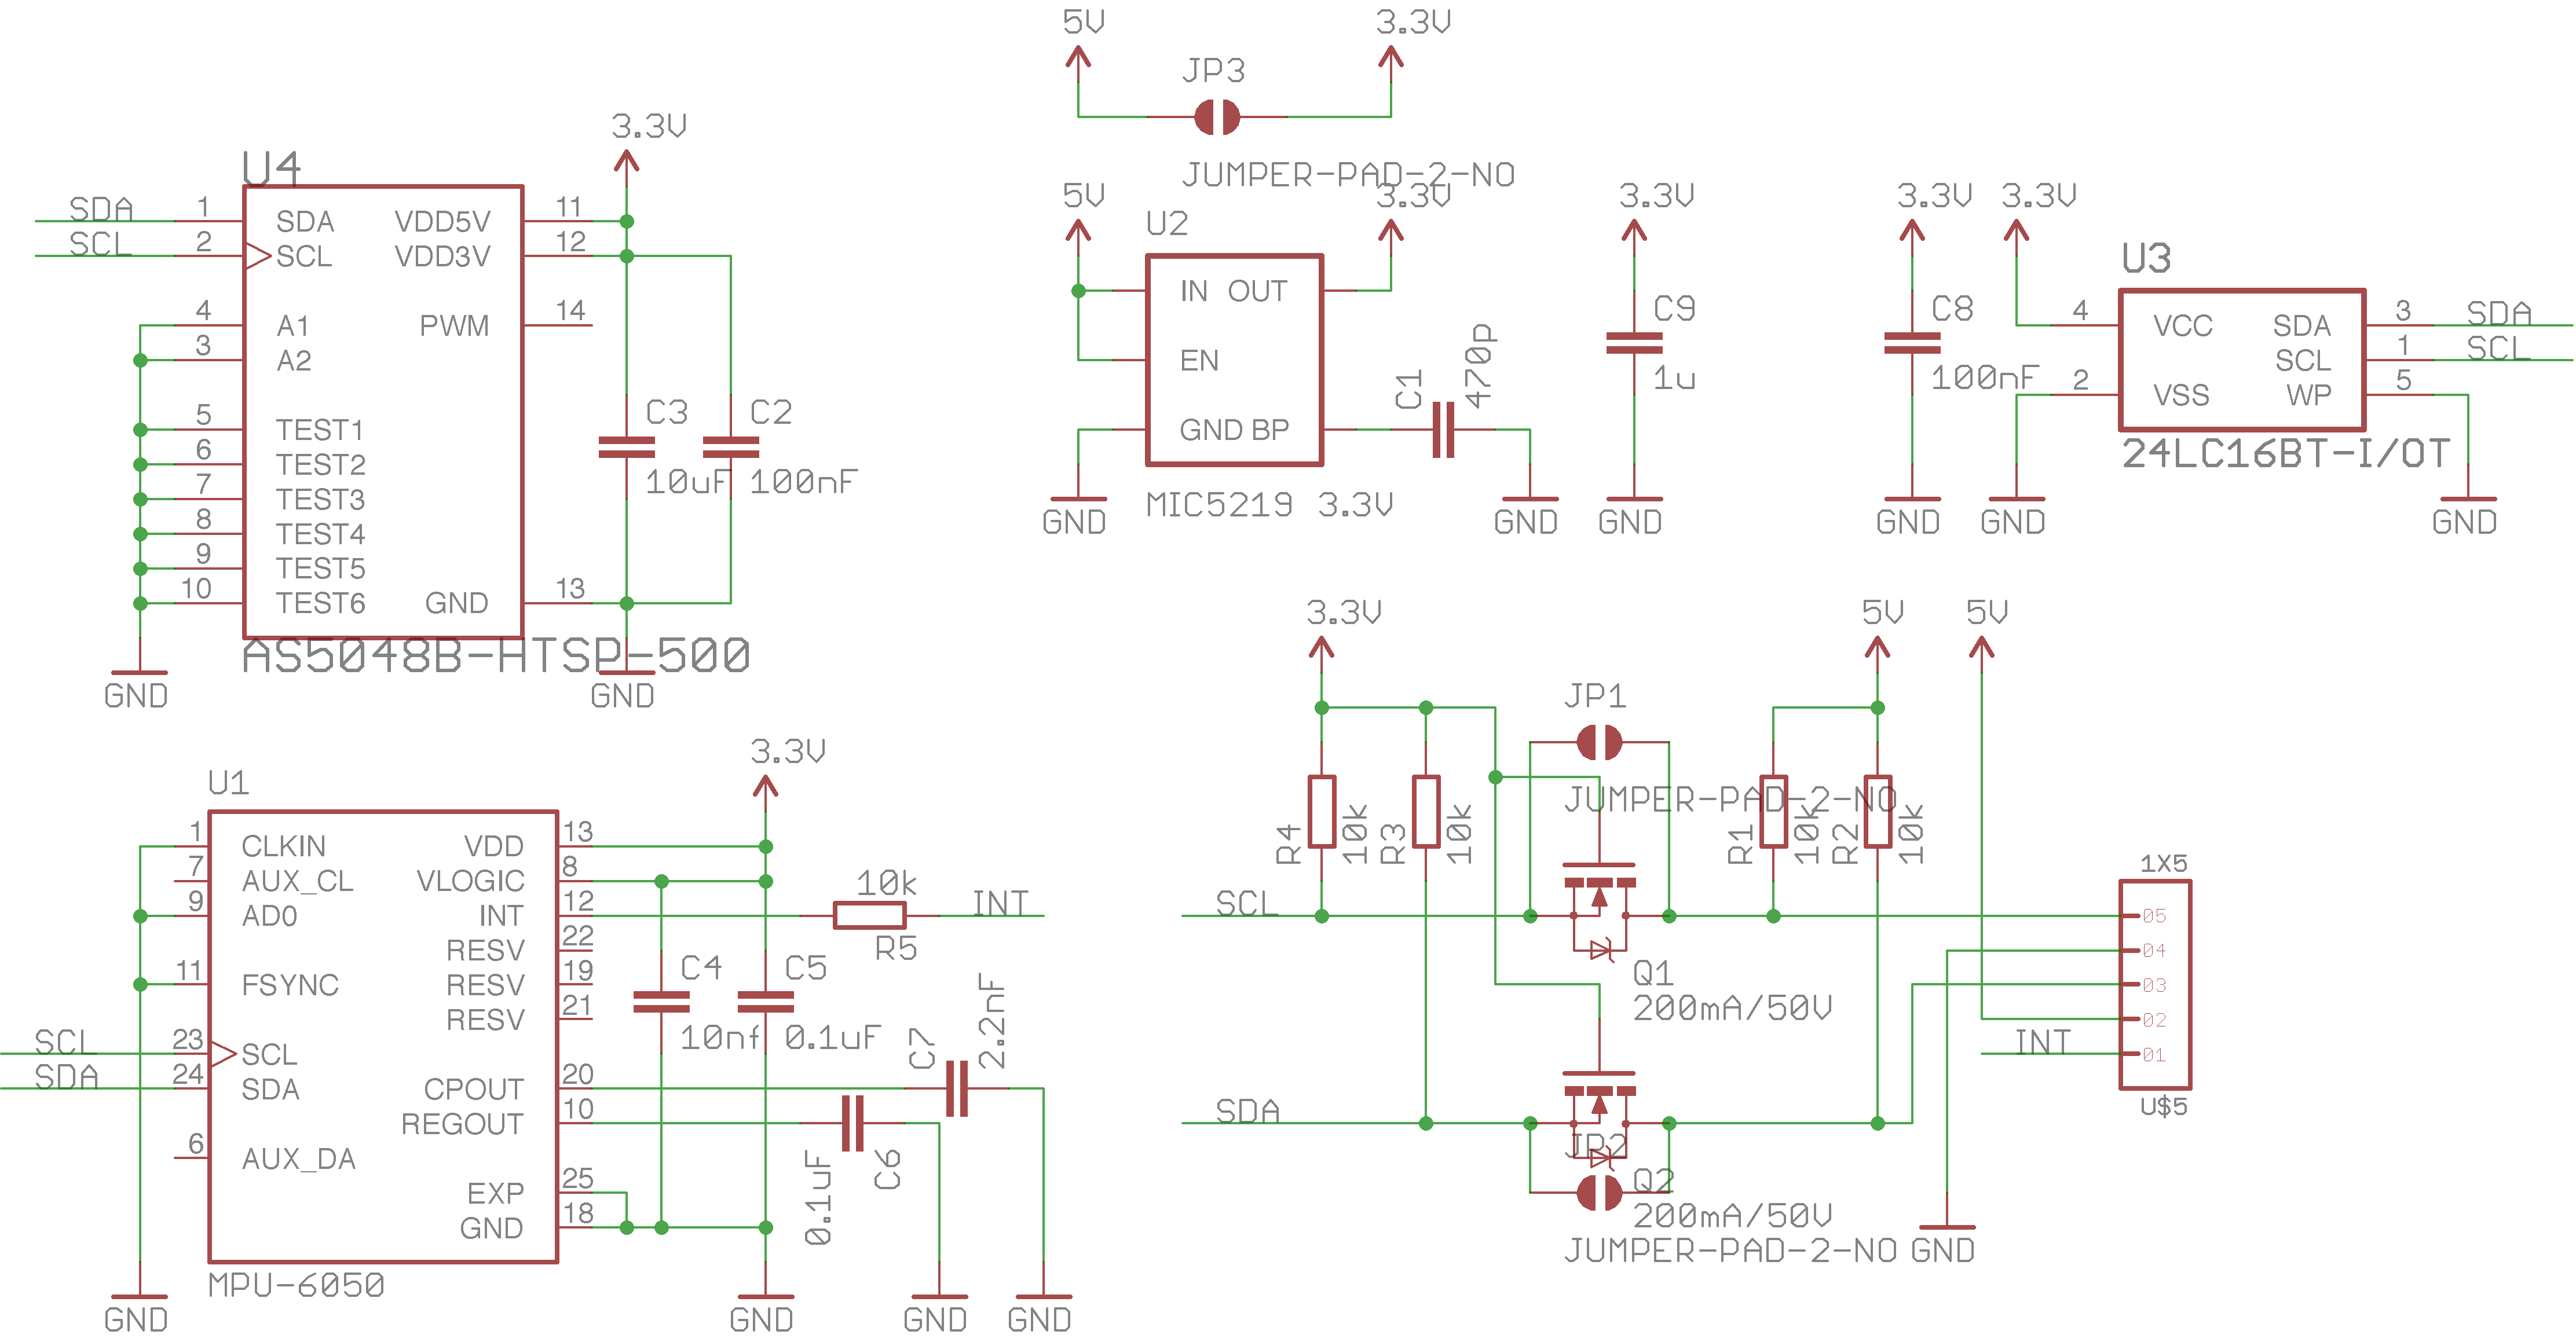 5V
3.3V
JP3
JUMPER-PAD-2-NO
3.3V
U4
SDA
SCL
1 SDA VDD5V 11
2 SCL VDD3V 12
4 A1 PWM 14
3 A2
5 TEST1
6 TEST2
7 TEST3
8 TEST4
9 TEST5
10 TEST6 GND 13
AS5048B-HTSP-500
GND
GND
C3
10uF
C2
100nF
5V
3.3V
U2
IN OUT
EN
GND BP
MIC5219 3.3V
C1
470p
GND
GND
3.3V
C9
1u
GND
3.3V
C8
100nF
GND
3.3V
U3
4 VCC SDA 3 SDA
SCL 1 SCL
2 VSS WP 5
24LC16BT-I/OT
GND
GND
3.3V
U1
1 CLKIN VDD 13
7 AUX_CL VLOGIC 8
9 AD0 INT 12
RESV 22
11 FSYNC RESV 19
RESV 21
SCL 23 SCL
SDA 24 SDA CPOUT 20
REGOUT 10
6 AUX_DA
EXP 25
GND 18
MPU-6050
10k
R5
INT
C4
10nf
C5
0.1uF
C7
2.2nF
C6
0.1uF
GND
GND
GND
GND
3.3V
5V
5V
JP1
JUMPER-PAD-2-NO
R4
10k
R3
10k
R1
10k
R2
10k
SCL
Q1
200mA/50V
SDA
JP2
Q2
200mA/50V
JUMPER-PAD-2-NO
GND
1X5
05
04
03
02
INT
01
U$5